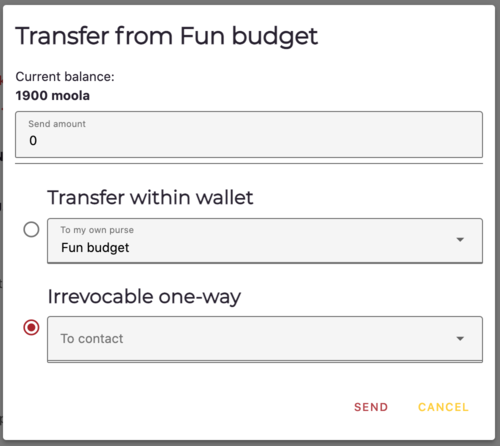 Transfer from Fun budget
Current balance:
1900 moola
Send amount
0
Transfer within wallet
To my own purse
Fun budget
Irrevocable one-way
To contact
SEND CANCEL